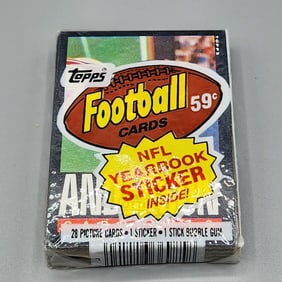 Topps
Football
59¢
CARDS
NFL
YEARBOOK
STICKER
INSIDE!
28 PICTURE CARDS • 1 STICKER • 1 STICK BUBBLE GUM